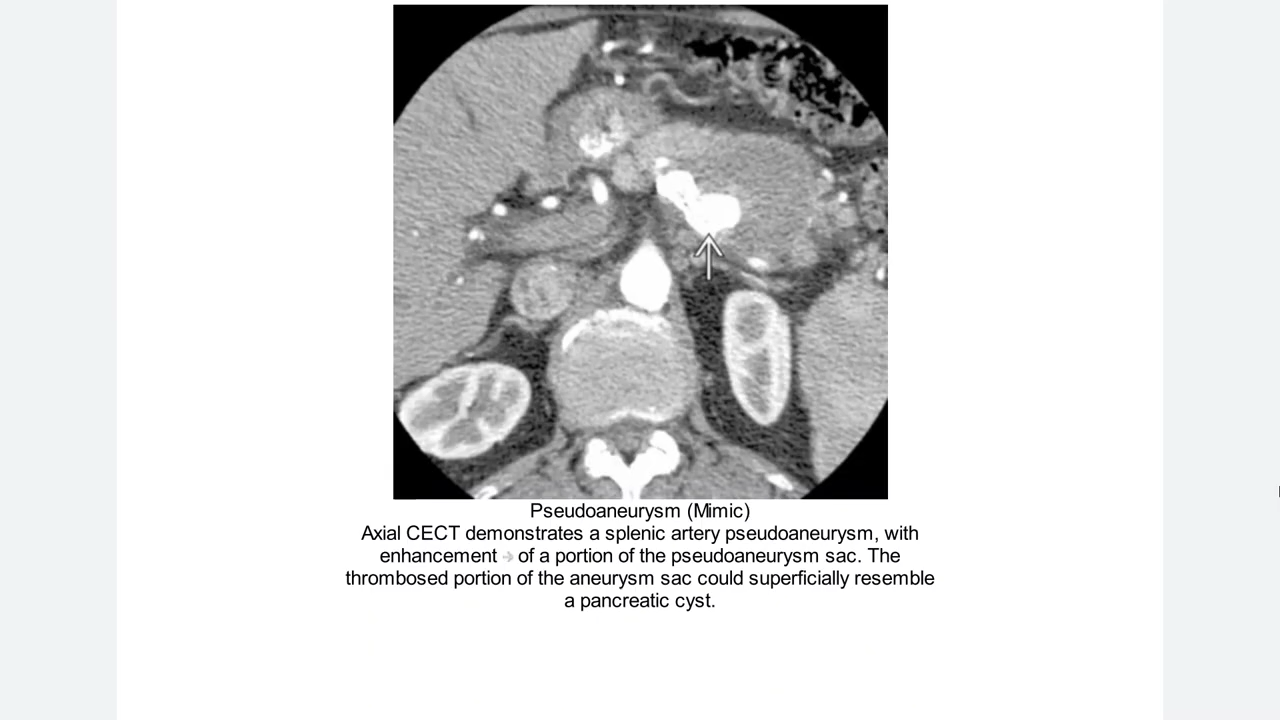 Pseudoaneurysm (Mimic)
Axial CECT demonstrates a splenic artery pseudoaneurysm, with
enhancement → of a portion of the pseudoaneurysm sac. The
thrombosed portion of the aneurysm sac could superficially resemble
a pancreatic cyst.